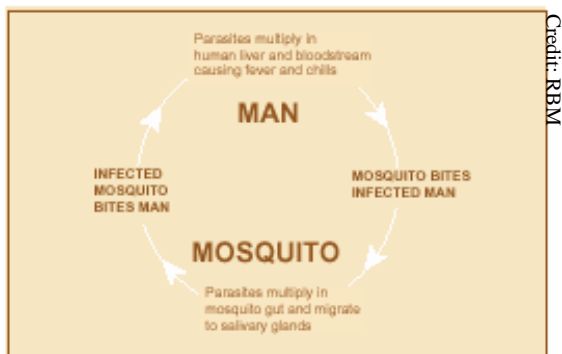 Parasites multiply in
human liver and bloodstream
causing fever and chills
MAN
INFECTED
MOSQUITO
BITES MAN
MOSQUITO BITES
INFECTED MAN
MOSQUITO
Parasites multiply in
mosquito gut and migrate
to salivary glands
Credit: RBM